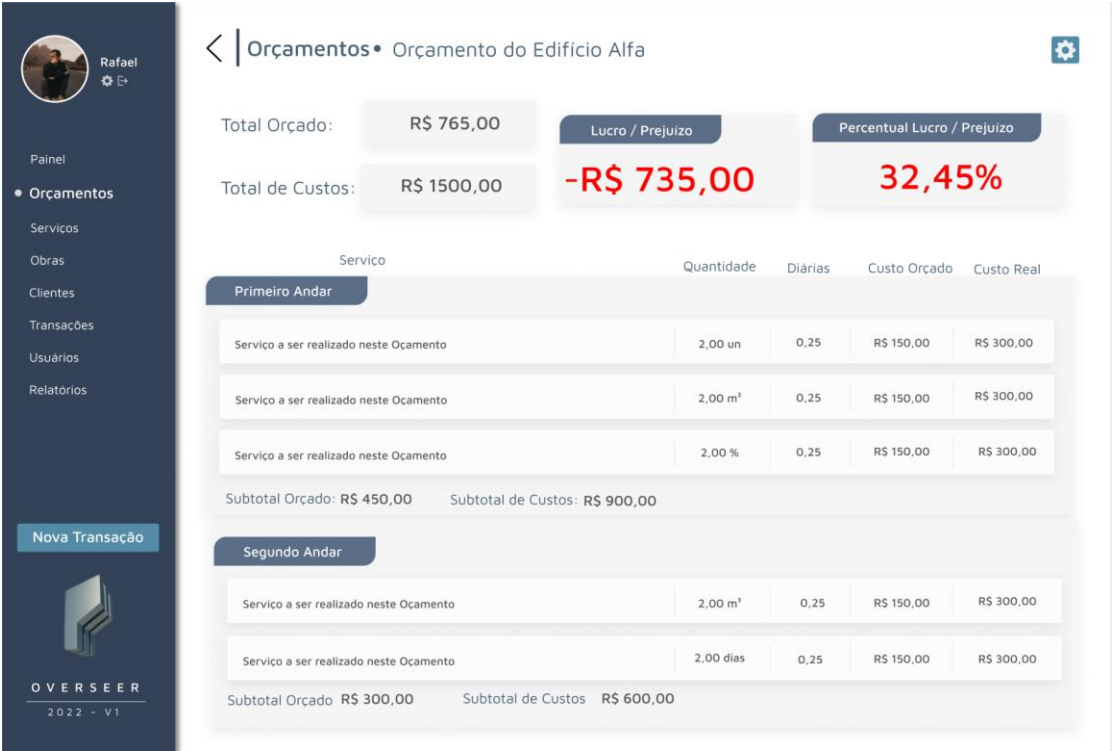 Rafael
Painel
Orçamentos
Serviços
Obras
Clientes
Transações
Usuários
Relatórios
Nova Transação
OVERSEER
2022 - V1
Orçamentos• Orçamento do Edifício Alfa
Total Orçado: R$ 765,00
Total de Custos: R$ 1500,00
Lucro / Prejuízo
-R$ 735,00
Percentual Lucro / Prejuízo
32,45%
Serviço Quantidade Diárias Custo Orçado Custo Real
Primeiro Andar
Serviço a ser realizado neste Oçamento 2,00 un 0,25 R$ 150,00 R$ 300,00
Serviço a ser realizado neste Oçamento 2,00 m² 0,25 R$ 150,00 R$ 300,00
Serviço a ser realizado neste Oçamento 2,00 % 0,25 R$ 150,00 R$ 300,00
Subtotal Orçado: R$ 450,00 Subtotal de Custos: R$ 900,00
Segundo Andar
Serviço a ser realizado neste Oçamento 2,00 m³ 0,25 R$ 150,00 R$ 300,00
Serviço a ser realizado neste Oçamento 2,00 dias 0,25 R$ 150,00 R$ 300,00
Subtotal Orçado R$ 300,00 Subtotal de Custos R$ 600,00